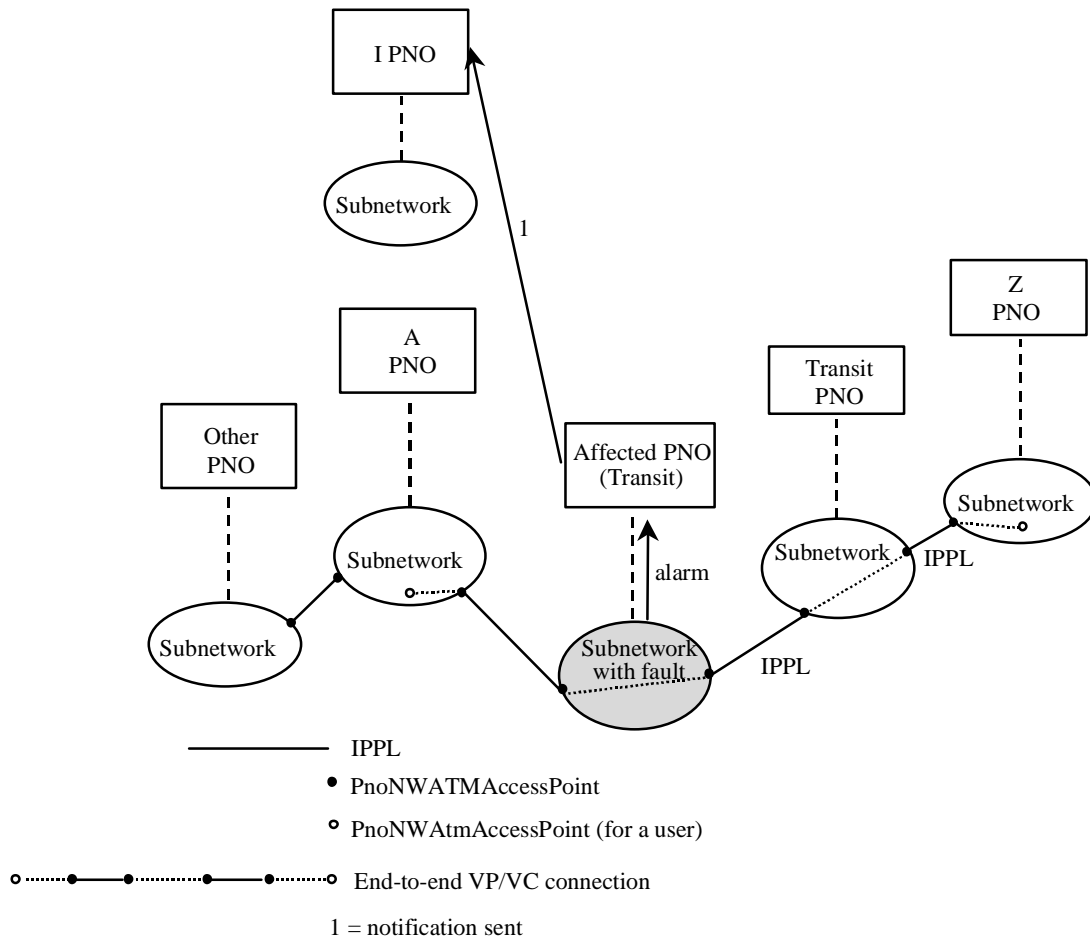 I PNO
Subnetwork
1
Z
PNO
A
PNO
Transit
PNO
Other
PNO
Affected PNO
(Transit)
Subnetwork
Subnetwork
Subnetwork
IPPL
alarm
Subnetwork
Subnetwork
with fault
IPPL
IPPL
PnoNWATMAccessPoint
PnoNWAtmAccessPoint (for a user)
End-to-end VP/VC connection
1 = notification sent